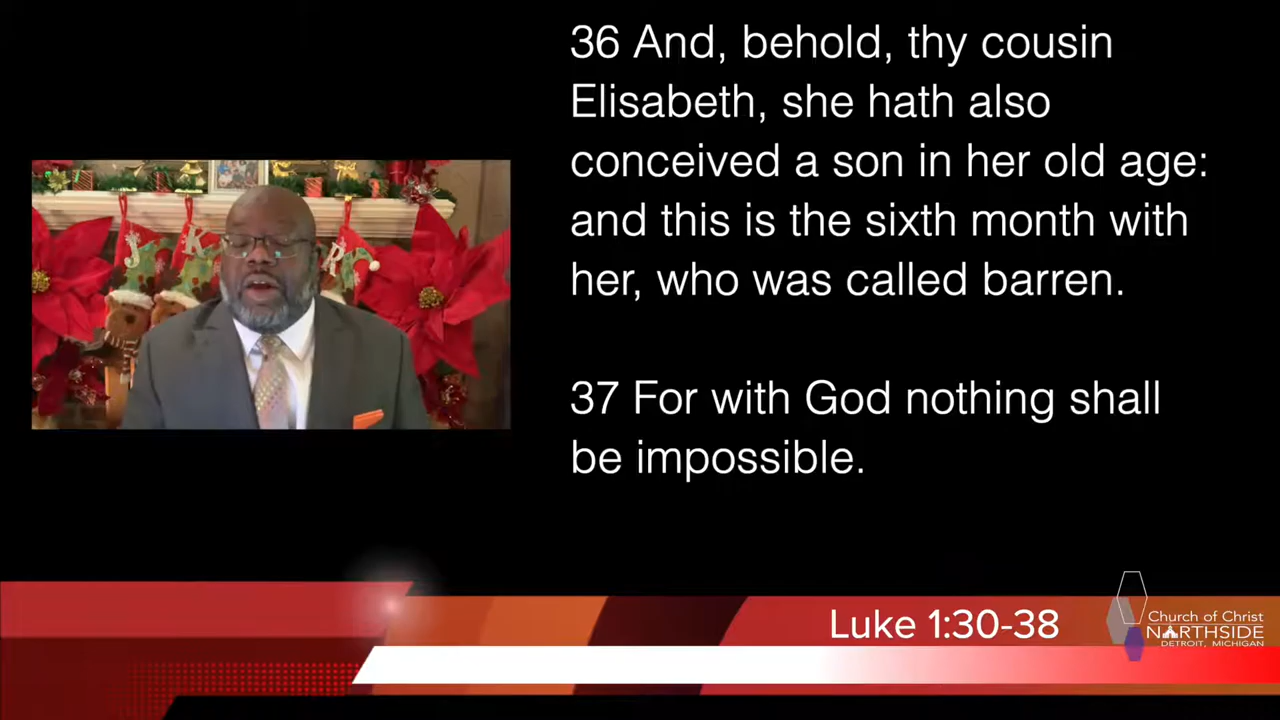 36 And, behold, thy cousin
Elisabeth, she hath also
conceived a son in her old age:
and this is the sixth month with
her, who was called barren.
37 For with God nothing shall
be impossible.
J
K
R
Luke 1:30-38
Church of Christ
NORTHSIDE
DETROIT, MICHIGAN